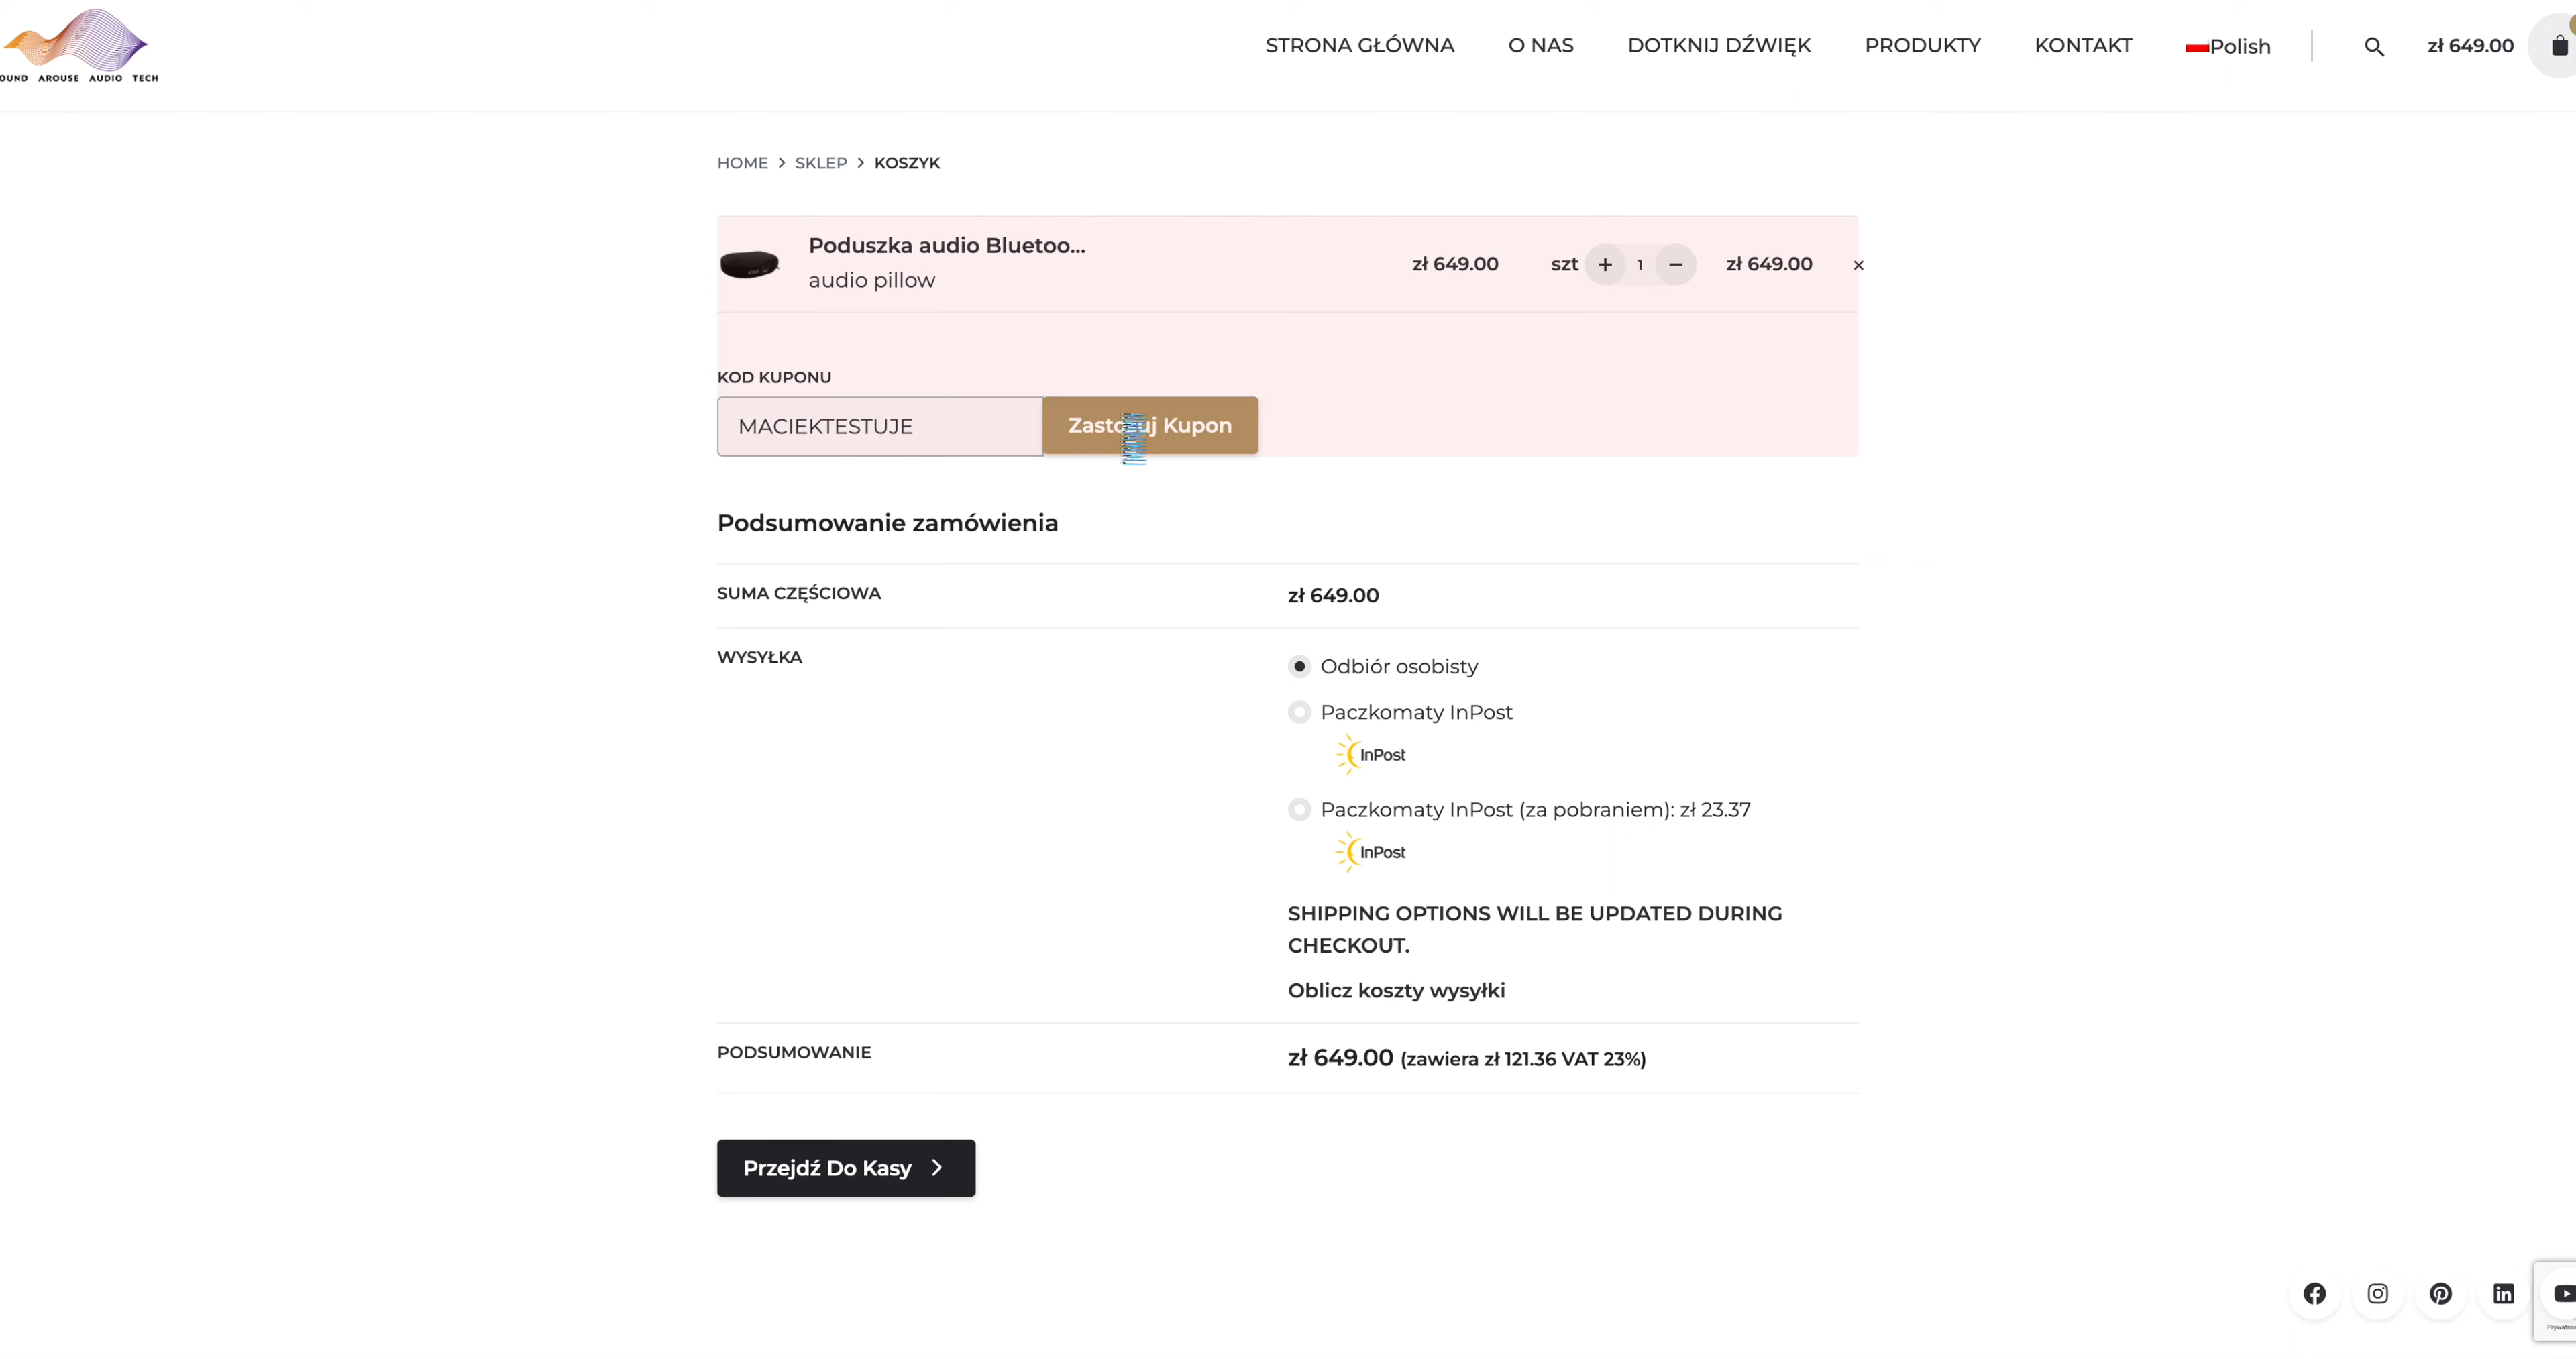 OUND AROUSE AUDIO TECH
STRONA GŁÓWNA O NAS DOTKNIJ DŹWIĘK PRODUKTY KONTAKT Polish zł 649.00
HOME > SKLEP > KOSZYK
Poduszka audio Bluetoo...
audio pillow
zł 649.00 szt + 1 − zł 649.00 ×
KOD KUPONU
MACIEKTESTUJE Zastosuj Kupon
Podsumowanie zamówienia
SUMA CZĘŚCIOWA zł 649.00
WYSYŁKA
Odbiór osobisty
Paczkomaty InPost
InPost
Paczkomaty InPost (za pobraniem): zł 23.37
InPost
SHIPPING OPTIONS WILL BE UPDATED DURING
CHECKOUT.
Oblicz koszty wysyłki
PODSUMOWANIE zł 649.00 (zawiera zł 121.36 VAT 23%)
Przejdź Do Kasy